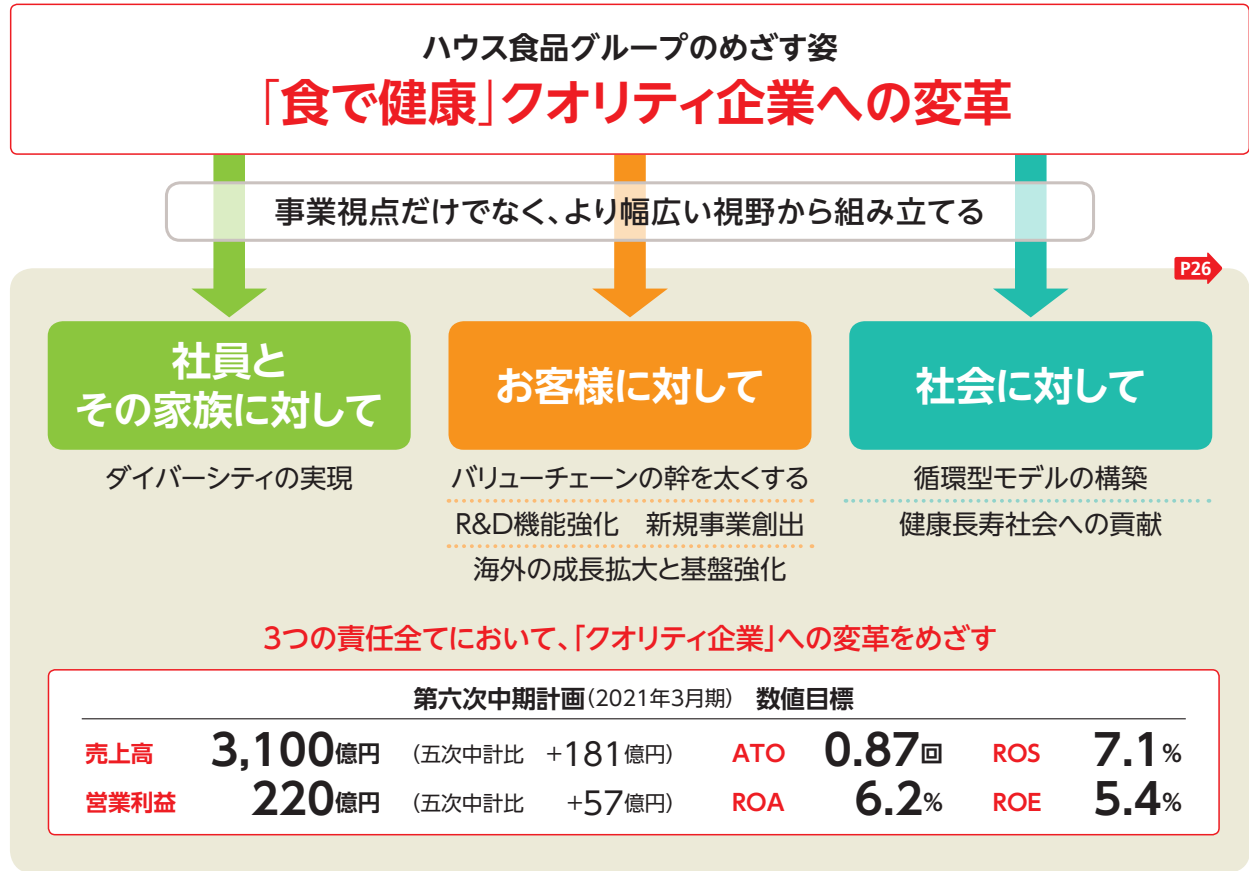 ハウス食品グループのめざす姿
「食で健康」クオリティ企業への変革
事業視点だけでなく、より幅広い視野から組み立てる
P26
社員と
その家族に対して
ダイバーシティの実現
お客様に対して
バリューチェーンの幹を太くする
R&D機能強化　新規事業創出
海外の成長拡大と基盤強化
社会に対して
循環型モデルの構築
健康長寿社会への貢献
3つの責任全てにおいて、「クオリティ企業」への変革をめざす
第六次中期計画（2021年3月期）　数値目標
売上高　3,100億円　（五次中計比　+181億円）　ATO　0.87回　ROS　7.1%
営業利益　220億円　（五次中計比　+57億円）　ROA　6.2%　ROE　5.4%